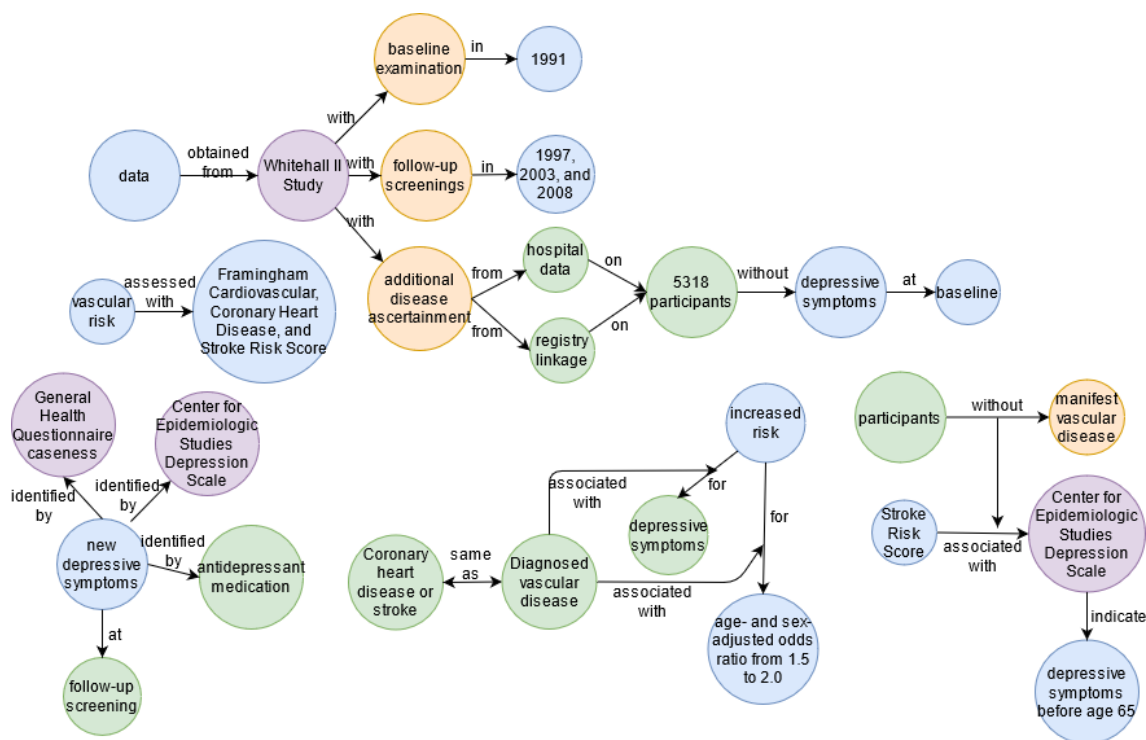 baseline
examination
in
1991
with
data
obtained
from
Whitehall II
Study
with
follow-up
screenings
in
1997,
2003, and
2008
with
additional
disease
ascertainment
from
from
hospital
data
registry
linkage
on
on
5318
participants
without
depressive
symptoms
at
baseline
vascular
risk
assessed
with
Framingham
Cardiovascular,
Coronary Heart
Disease, and
Stroke Risk Score
General
Health
Questionnaire
caseness
Center for
Epidemiologic
Studies
Depression
Scale
identified
by
identified
by
new
depressive
symptoms
identified
by
antidepressant
medication
at
follow-up
screening
increased
risk
associated
with
for
depressive
symptoms
for
Coronary
heart
disease or
stroke
same
as
Diagnosed
vascular
disease
associated
with
age- and sex-
adjusted odds
ratio from 1.5
to 2.0
participants
without
manifest
vascular
disease
Stroke
Risk
Score
associated
with
Center for
Epidemiologic
Studies
Depression
Scale
indicate
depressive
symptoms
before age 65